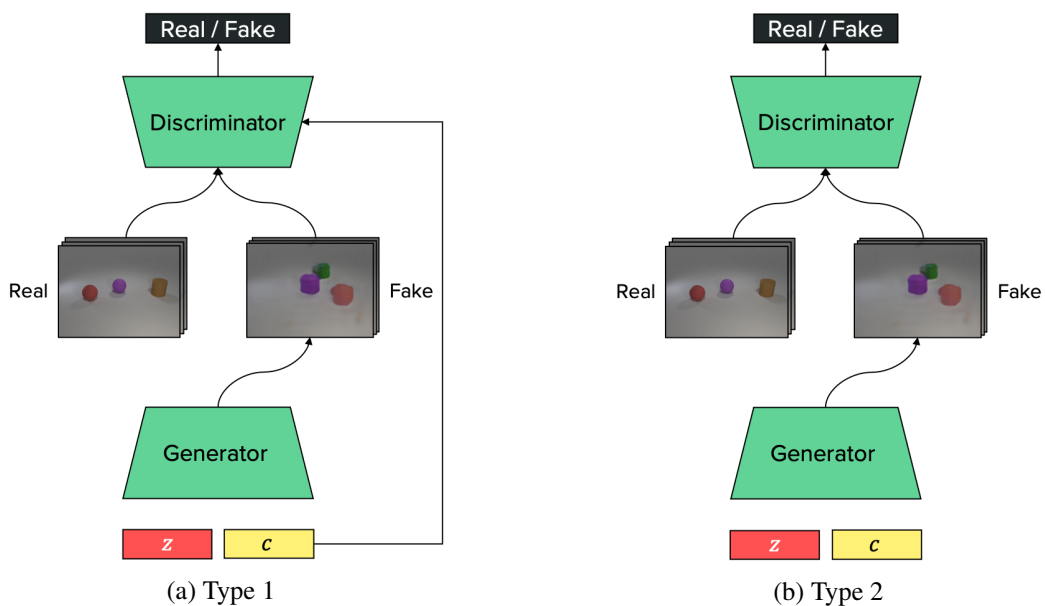 Real / Fake
Discriminator
Real
Fake
Generator
z
c
(a) Type 1
Real / Fake
Discriminator
Real
Fake
Generator
z
c
(b) Type 2